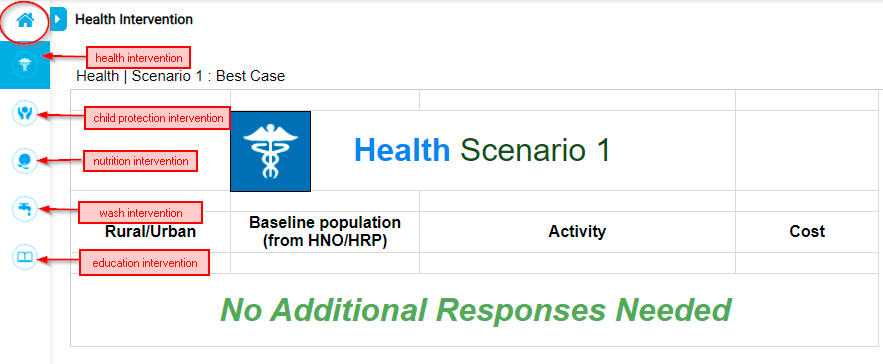 Health Intervention
health intervention
Health | Scenario 1 : Best Case
child protection intervention
Health Scenario 1
nutrition intervention
wash intervention
Rural/Urban
Baseline population
(from HNO/HRP)
Activity
Cost
education intervention
No Additional Responses Needed